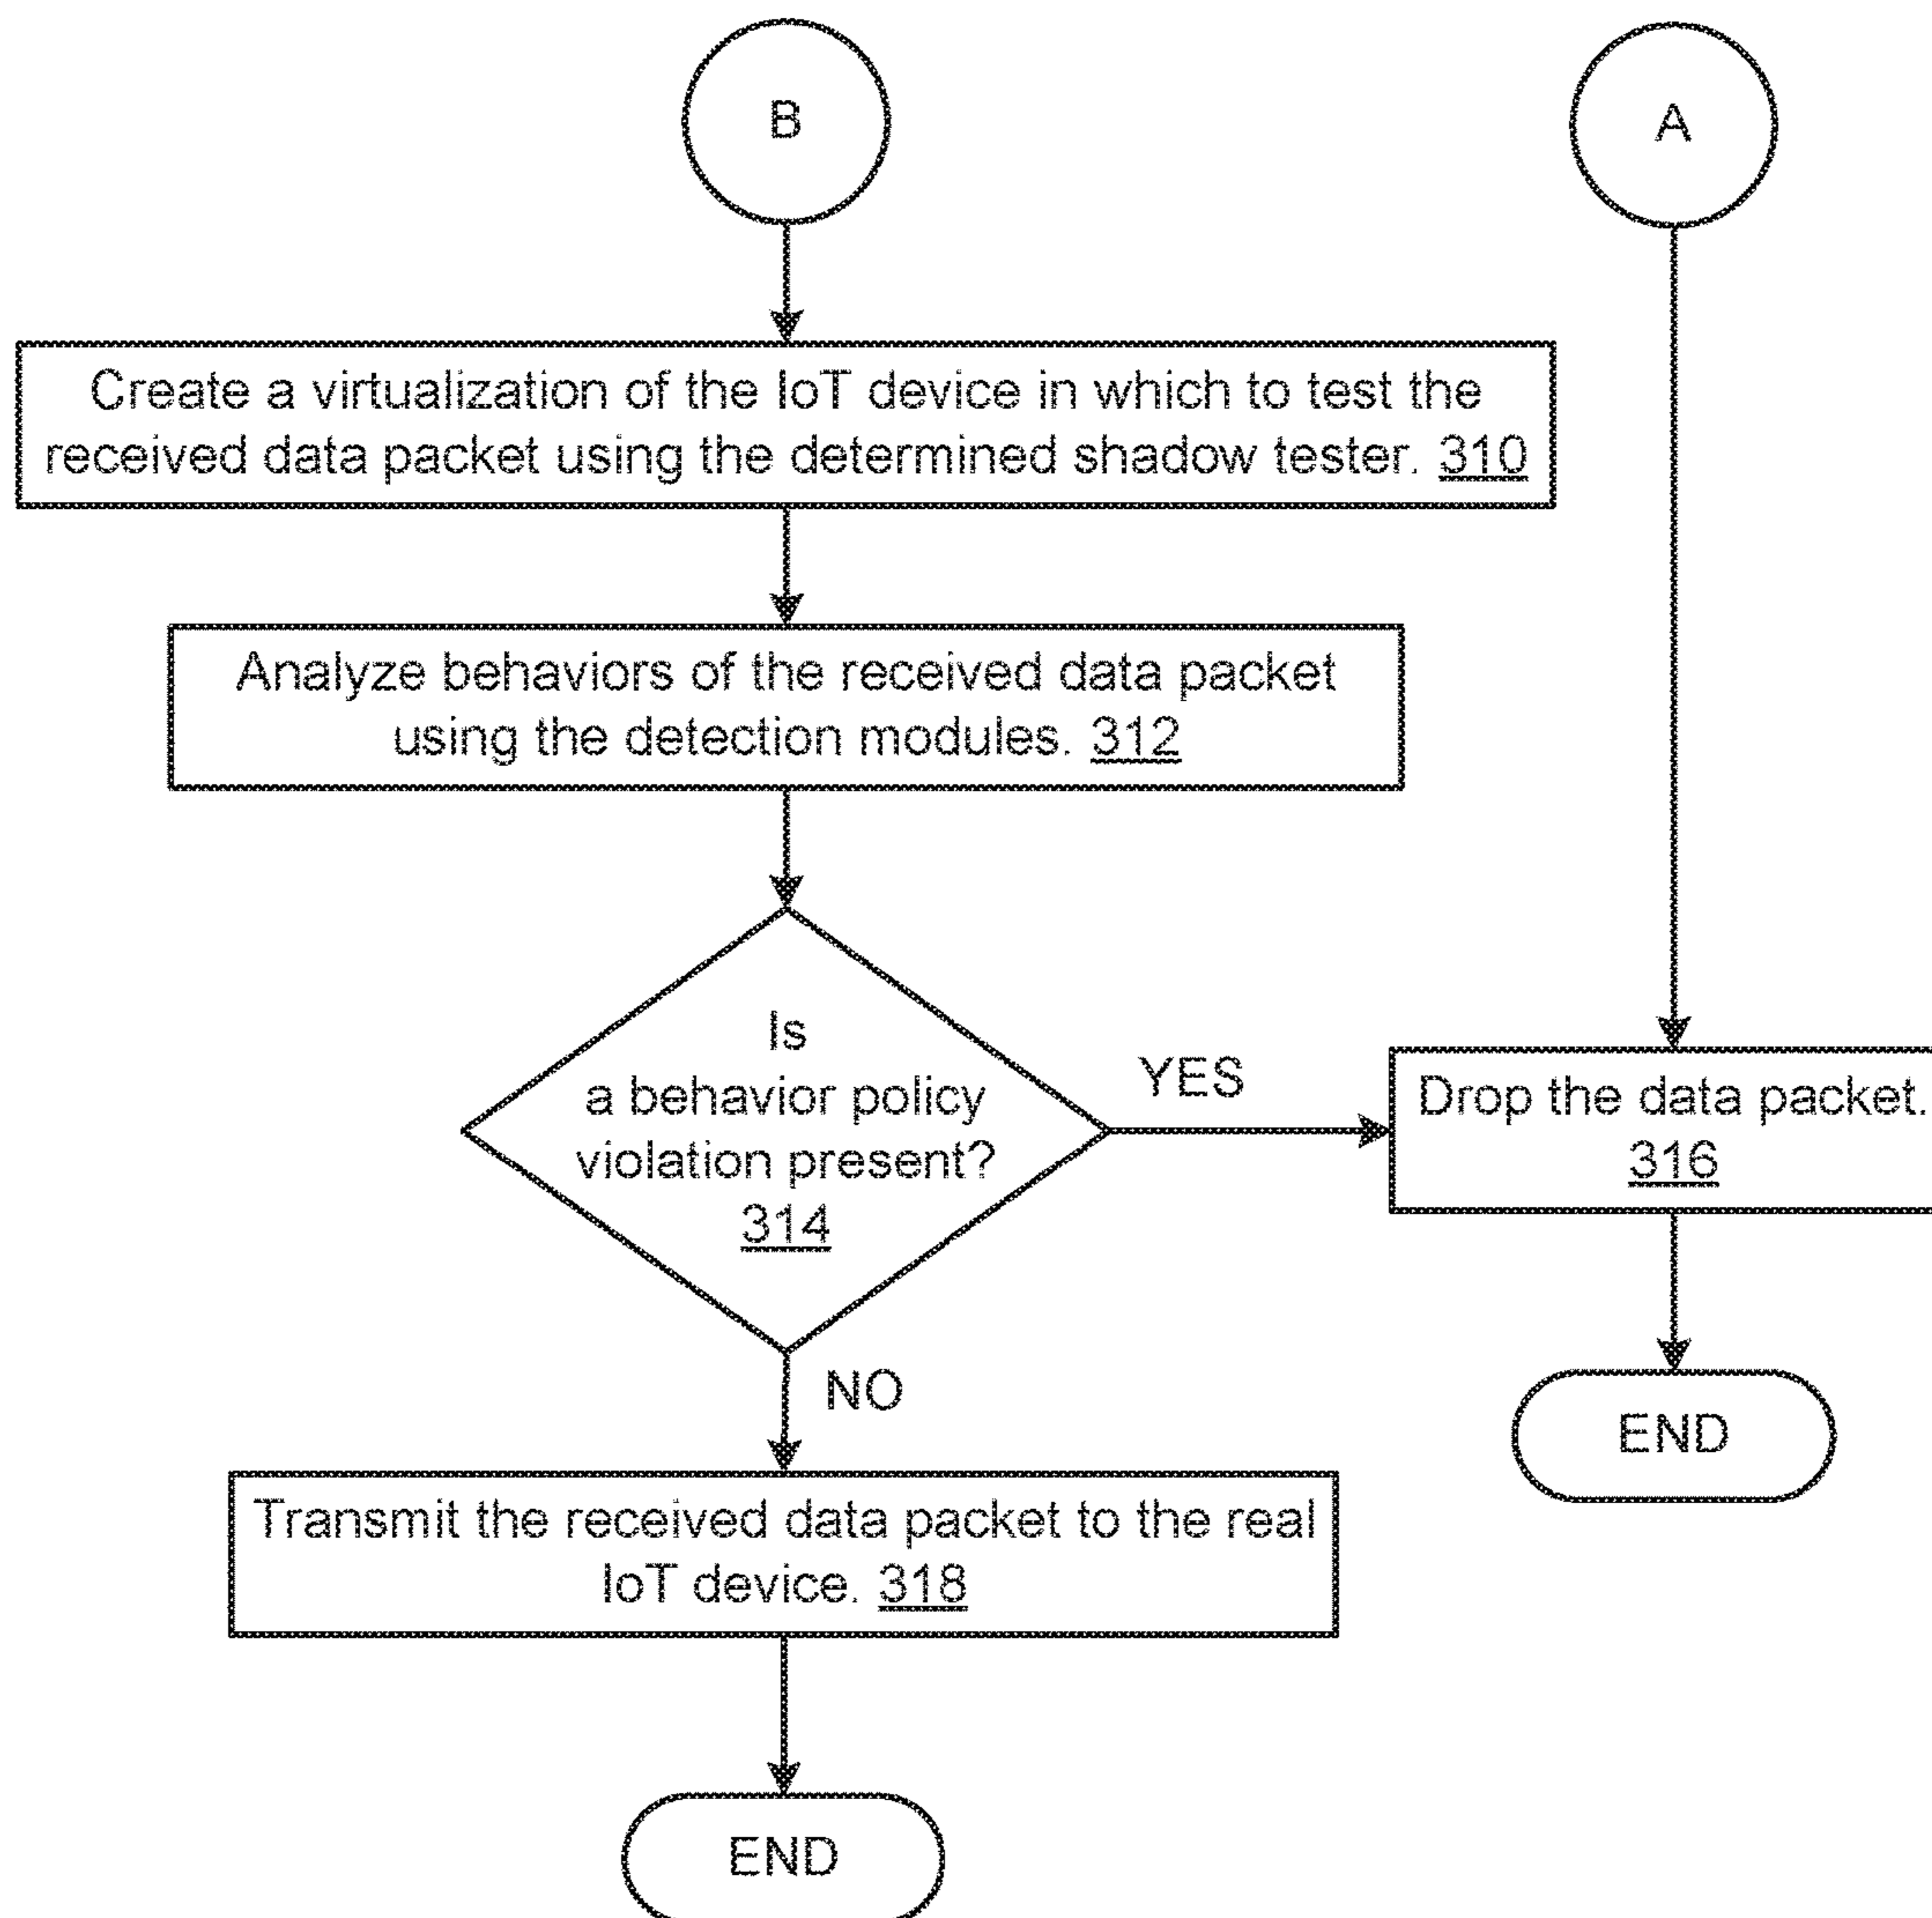 B
A
Create a virtualization of the IoT device in which to test the
received data packet using the determined shadow tester. 310
Analyze behaviors of the received data packet
using the detection modules. 312
Is
a behavior policy
violation present?
314
YES
Drop the data packet.
316
NO
END
Transmit the received data packet to the real
IoT device. 318
END